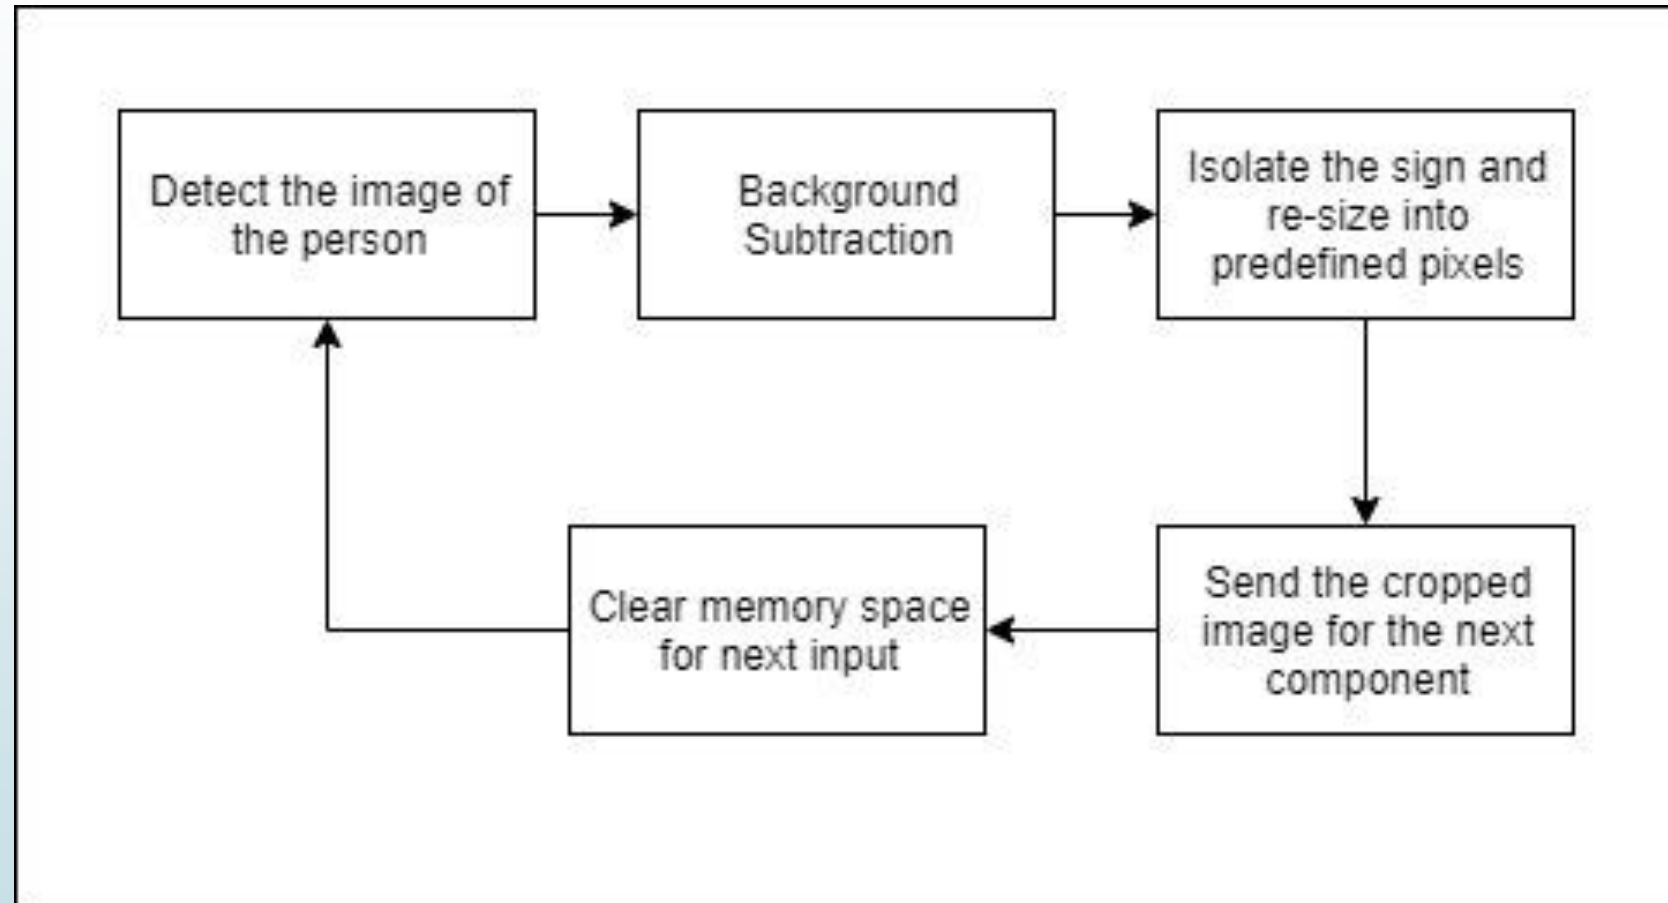 Detect the image of
the person
Background
Subtraction
Isolate the sign and
re-size into
predefined pixels
Send the cropped
image for the next
component
Clear memory space
for next input